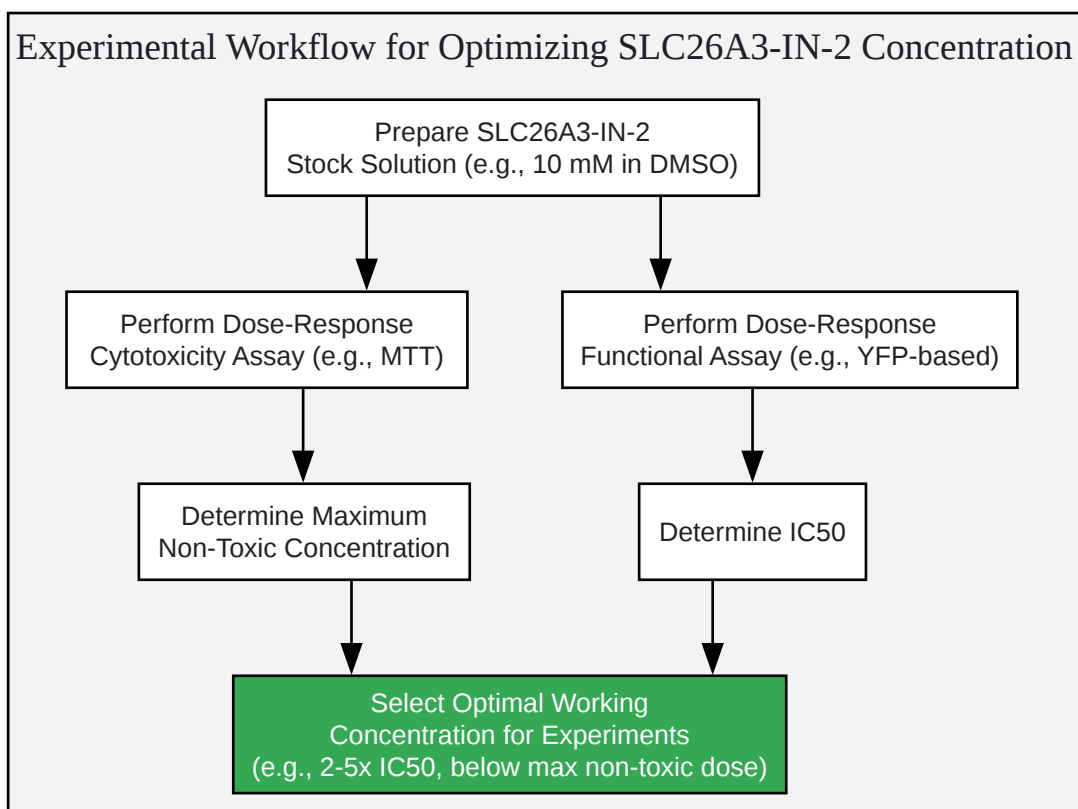 Experimental Workflow for Optimizing SLC26A3-IN-2 Concentration
Prepare SLC26A3-IN-2
Stock Solution (e.g., 10 mM in DMSO)
Perform Dose-Response
Cytotoxicity Assay (e.g., MTT)
Perform Dose-Response
Functional Assay (e.g., YFP-based)
Determine Maximum
Non-Toxic Concentration
Determine IC50
Select Optimal Working
Concentration for Experiments
(e.g., 2-5x IC50, below max non-toxic dose)